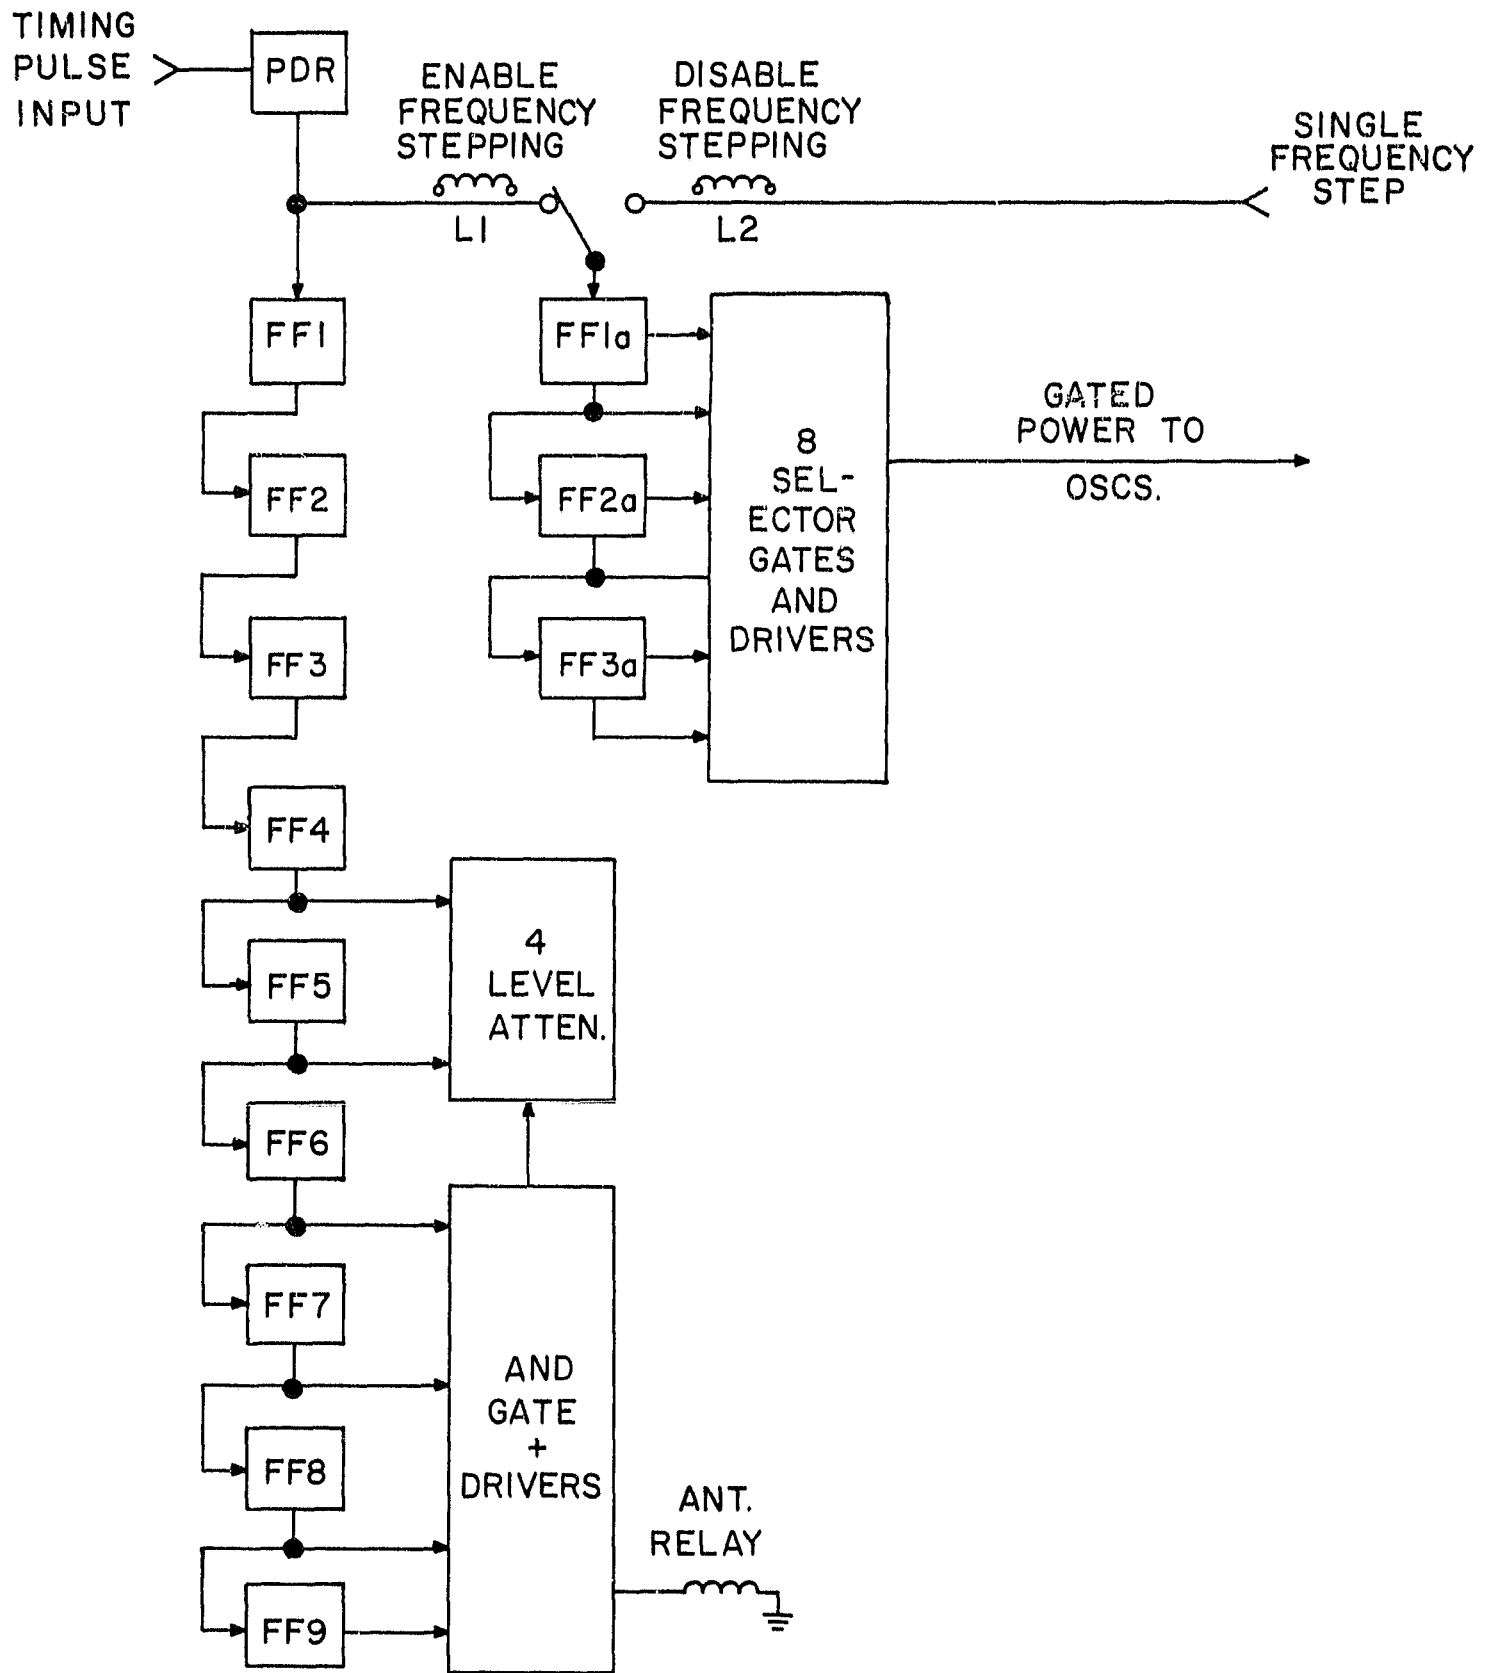 TIMING
PULSE
INPUT
PDR
ENABLE
FREQUENCY
STEPPING
L1
DISABLE
FREQUENCY
STEPPING
L2
SINGLE
FREQUENCY
STEP
FF1
FF2
FF3
FF4
FF5
FF6
FF7
FF8
FF9
FF1a
FF2a
FF3a
8
SEL-
ECTOR
GATES
AND
DRIVERS
GATED
POWER TO
OSCS.
4
LEVEL
ATTEN.
AND
GATE
+
DRIVERS
ANT.
RELAY